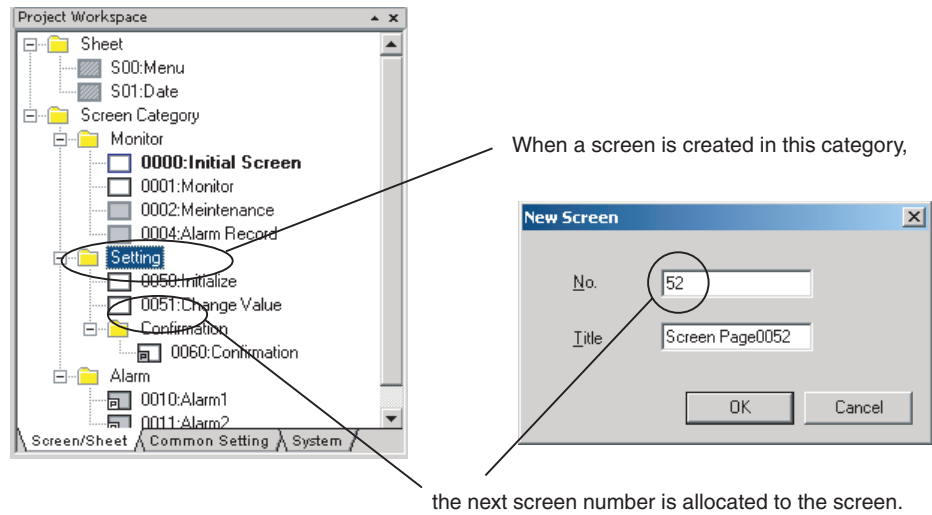 Project Workspace
Sheet
S00:Menu
S01:Date
Screen Category
Monitor
0000:Initial Screen
0001:Monitor
0002:Meintenance
0004:Alarm Record
Setting
0050:Initialize
0051:Change Value
Confirmation
0060:Confirmation
Alarm
0010:Alarm1
0011:Alarm2
Screen/Sheet Common Setting System
When a screen is created in this category,
New Screen
No. 52
Title Screen Page0052
OK Cancel
the next screen number is allocated to the screen.